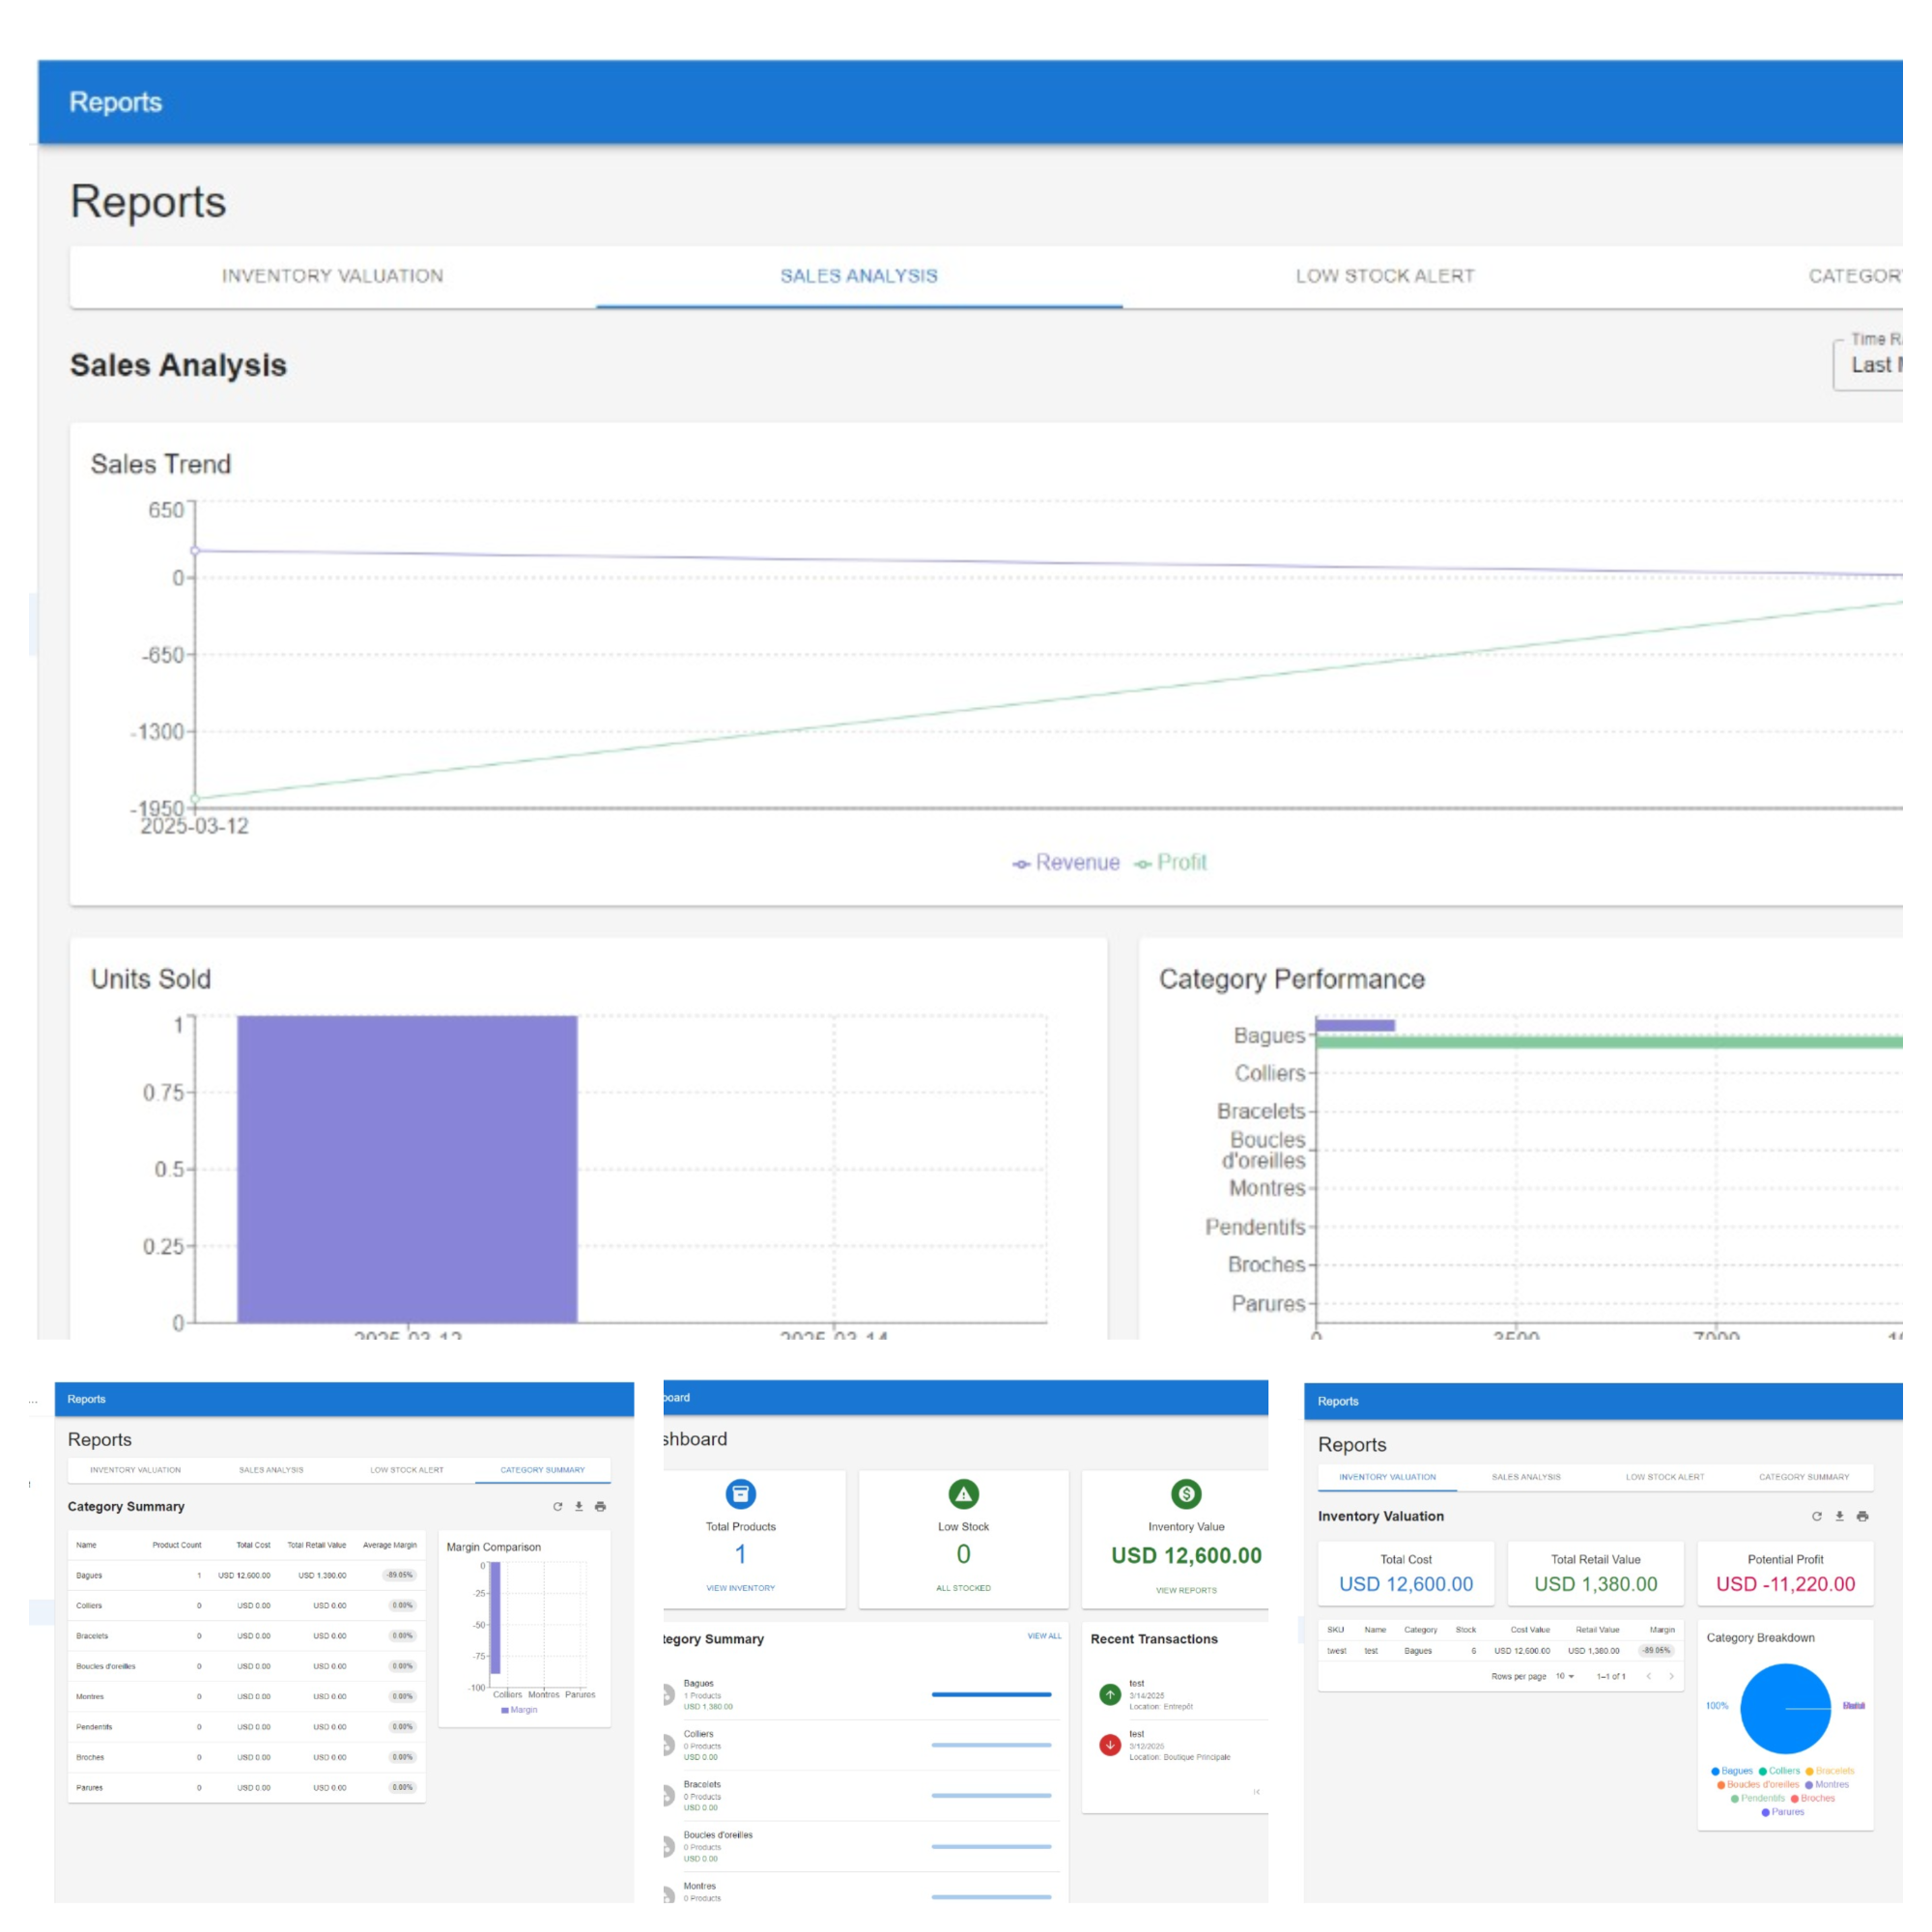 Reports
Reports
INVENTORY VALUATION SALES ANALYSIS LOW STOCK ALERT CATEGOR
Sales Analysis
Time R
Last
Sales Trend
650
0
-650
-1300
-1950
2025-03-12
Revenue Profit
Units Sold
1
0.75
0.5
0.25
0
2025-03-12 2025-03-14
Category Performance
Bagues
Colliers
Bracelets
Boucles
d'oreilles
Montres
Pendentifs
Broches
Parures
0 3500 7000
Reports
Reports
INVENTORY VALUATION SALES ANALYSIS LOW STOCK ALERT CATEGORY SUMMARY
Category Summary
Name Product Count Total Cost Total Retail Value Average Margin
Bagues 1 USD 12,600.00 USD 1,380.00 -89.05%
Colliers 0 USD 0.00 USD 0.00 0.00%
Bracelets 0 USD 0.00 USD 0.00 0.00%
Boucles d'oreilles 0 USD 0.00 USD 0.00 0.00%
Montres 0 USD 0.00 USD 0.00 0.00%
Pendentifs 0 USD 0.00 USD 0.00 0.00%
Broches 0 USD 0.00 USD 0.00 0.00%
Parures 0 USD 0.00 USD 0.00 0.00%
Margin Comparison
0
-25
-50
-75
-100
Colliers Montres Parures
Margin
board
shboard
Total Products
1
VIEW INVENTORY
Low Stock
0
ALL STOCKED
Inventory Value
USD 12,600.00
VIEW REPORTS
tegory Summary VIEW ALL
Bagues
1 Products
USD 1,380.00
Colliers
0 Products
USD 0.00
Bracelets
0 Products
USD 0.00
Boucles d'oreilles
0 Products
USD 0.00
Montres
0 Products
Recent Transactions
test
3/14/2025
Location: Entrepôt
test
3/12/2025
Location: Boutique Principale
Reports
Reports
INVENTORY VALUATION SALES ANALYSIS LOW STOCK ALERT CATEGORY SUMMARY
Inventory Valuation
Total Cost
USD 12,600.00
Total Retail Value
USD 1,380.00
Potential Profit
USD -11,220.00
SKU Name Category Stock Cost Value Retail Value Margin
twest test Bagues 6 USD 12,600.00 USD 1,380.00 -89.05%
Rows per page 10 1–1 of 1
Category Breakdown
100%
Bagues Colliers Bracelets
Boucles d'oreilles Montres
Pendentifs Broches
Parures